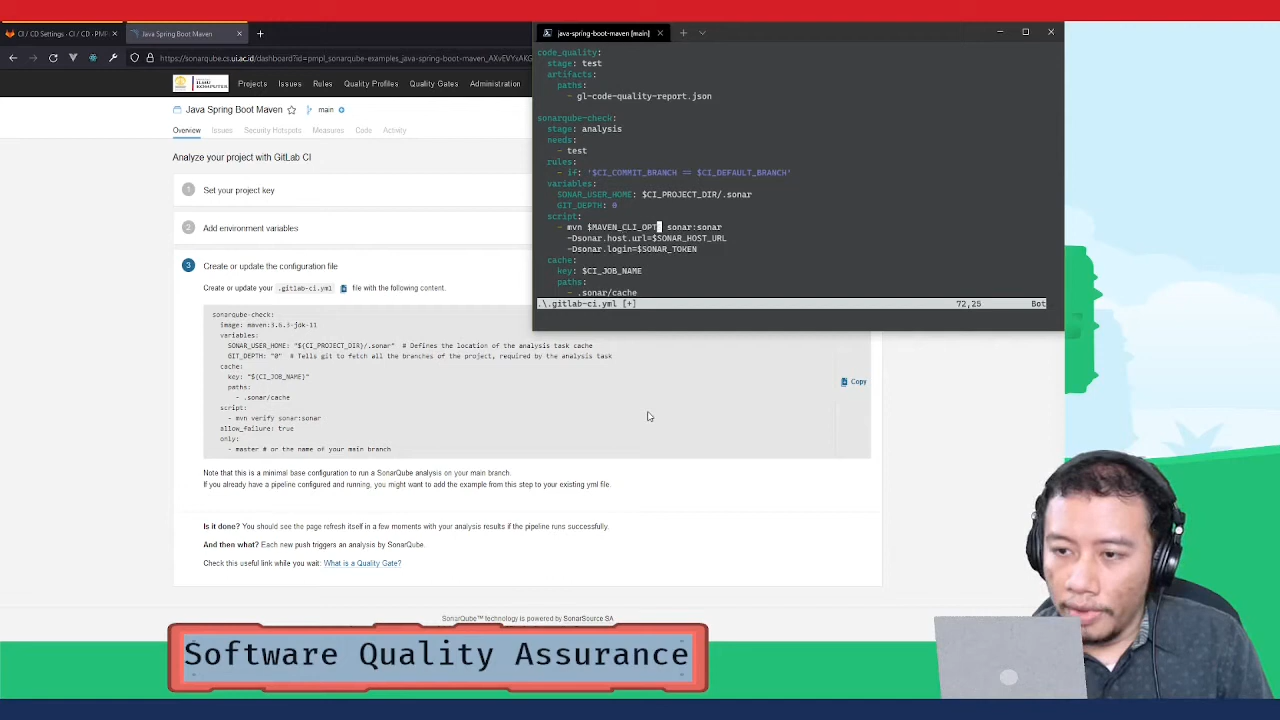 CI / CD Settings · CI / CD · PMP
Java Spring Boot Maven
https://sonarqube.cs.ui.ac.id/dashboard?id=pmpl_sonarqube-examples_java-spring-boot-maven_AXvEVYxAKG
ILMU
KOMPUTER
Projects Issues Rules Quality Profiles Quality Gates Administration
Java Spring Boot Maven
main
Overview Issues Security Hotspots Measures Code Activity
Analyze your project with GitLab CI
1 Set your project key
2 Add environment variables
3 Create or update the configuration file
Create or update your .gitlab-ci.yml file with the following content.
sonarqube-check:
image: maven:3.6.3-jdk-11
variables:
SONAR_USER_HOME: "${CI_PROJECT_DIR}/.sonar" # Defines the location of the analysis task cache
GIT_DEPTH: "0" # Tells git to fetch all the branches of the project, required by the analysis task
cache:
key: "${CI_JOB_NAME}"
paths:
- .sonar/cache
script:
- mvn verify sonar:sonar
allow_failure: true
only:
- master # or the name of your main branch
Copy
Note that this is a minimal base configuration to run a SonarQube analysis on your main branch.
If you already have a pipeline configured and running, you might want to add the example from this step to your existing yml file.
Is it done? You should see the page refresh itself in a few moments with your analysis results if the pipeline runs successfully.
And then what? Each new push triggers an analysis by SonarQube.
Check this useful link while you wait: What is a Quality Gate?
SonarQube™ technology is powered by SonarSource SA
java-spring-boot-maven [main]
code_quality:
stage: test
artifacts:
paths:
- gl-code-quality-report.json
sonarqube-check:
stage: analysis
needs:
- test
rules:
- if: '$CI_COMMIT_BRANCH == $CI_DEFAULT_BRANCH'
variables:
SONAR_USER_HOME: $CI_PROJECT_DIR/.sonar
GIT_DEPTH: 0
script:
- mvn $MAVEN_CLI_OPT sonar:sonar
-Dsonar.host.url=$SONAR_HOST_URL
-Dsonar.login=$SONAR_TOKEN
cache:
key: $CI_JOB_NAME
paths:
- .sonar/cache
.\.gitlab-ci.yml [+] 72,25 Bot
Software Quality Assurance